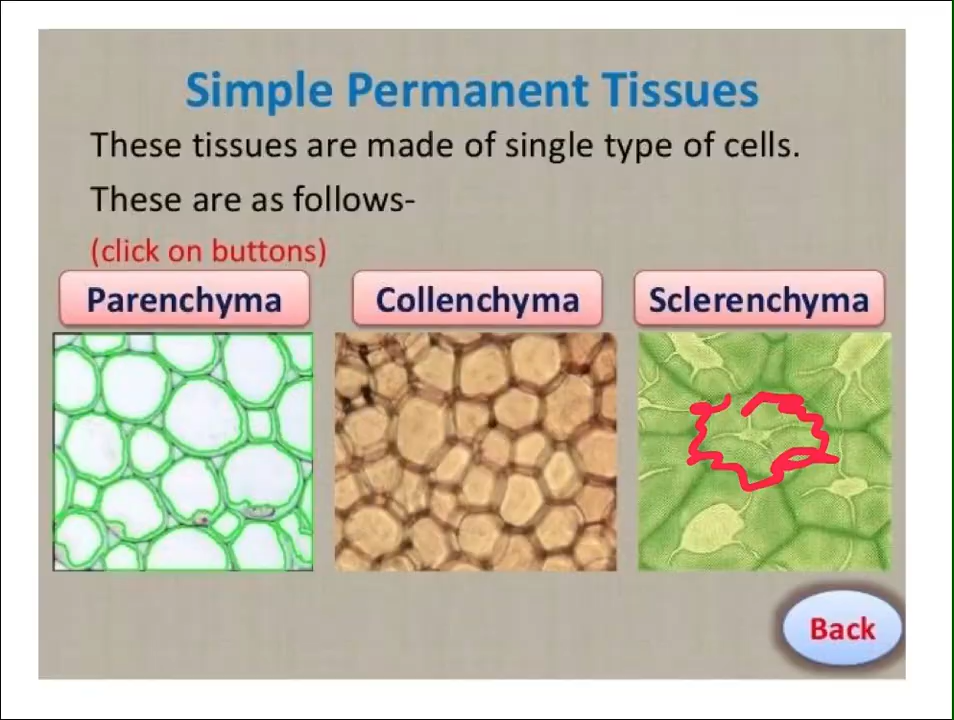 Simple Permanent Tissues
These tissues are made of single type of cells.
These are as follows-
(click on buttons)
Parenchyma
Collenchyma
Sclerenchyma
Back